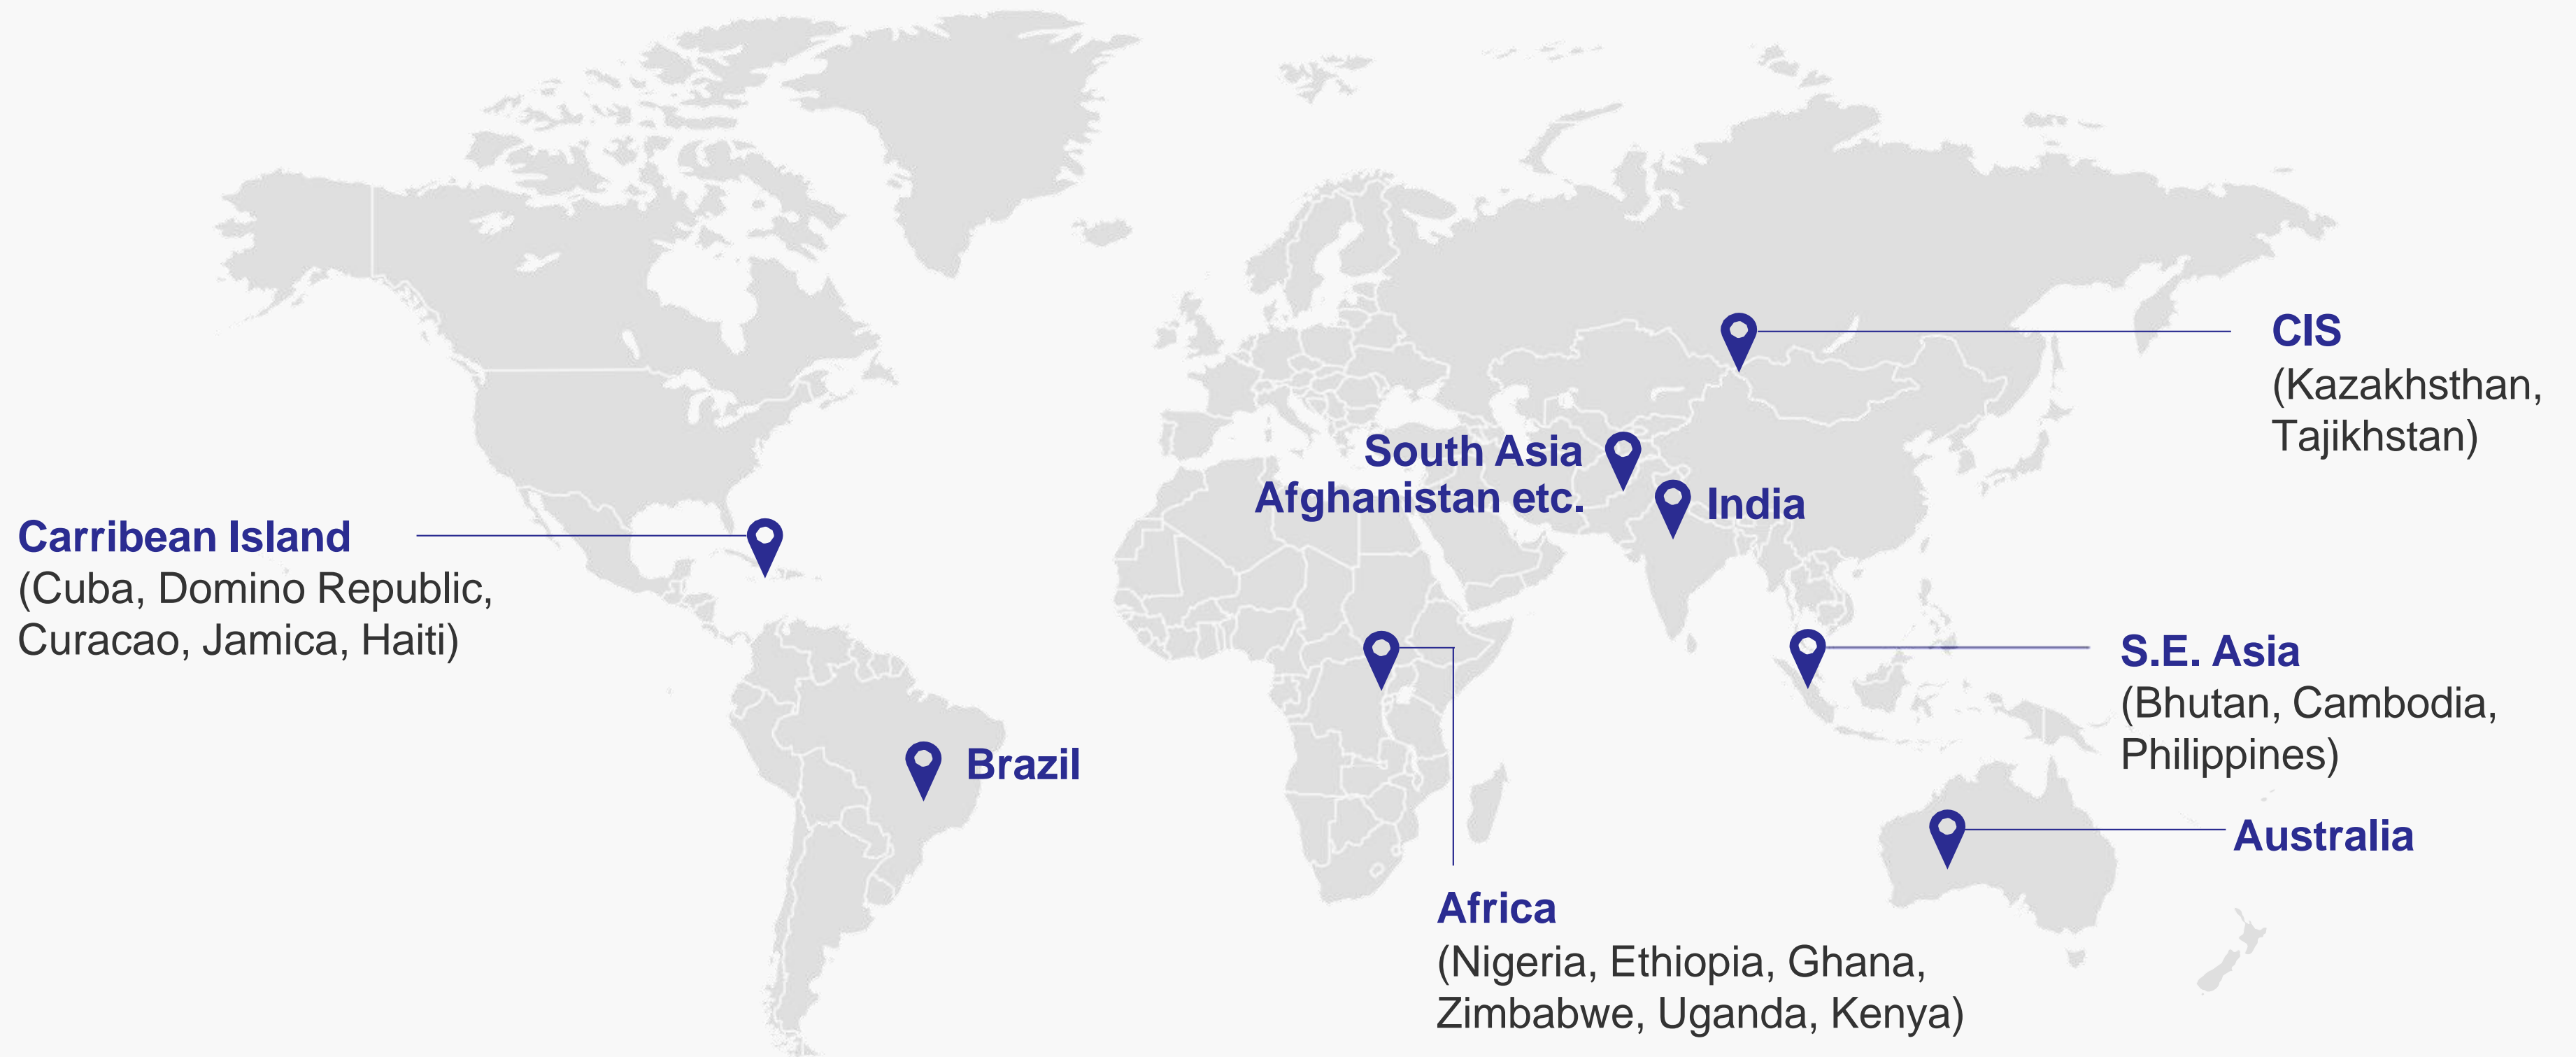 CIS
(Kazakhsthan,
Tajikhstan)
South Asia
Afghanistan etc.
India
Carribean Island
(Cuba, Domino Republic,
Curacao, Jamica, Haiti)
S.E. Asia
(Bhutan, Cambodia,
Philippines)
Brazil
Australia
Africa
(Nigeria, Ethiopia, Ghana,
Zimbabwe, Uganda, Kenya)